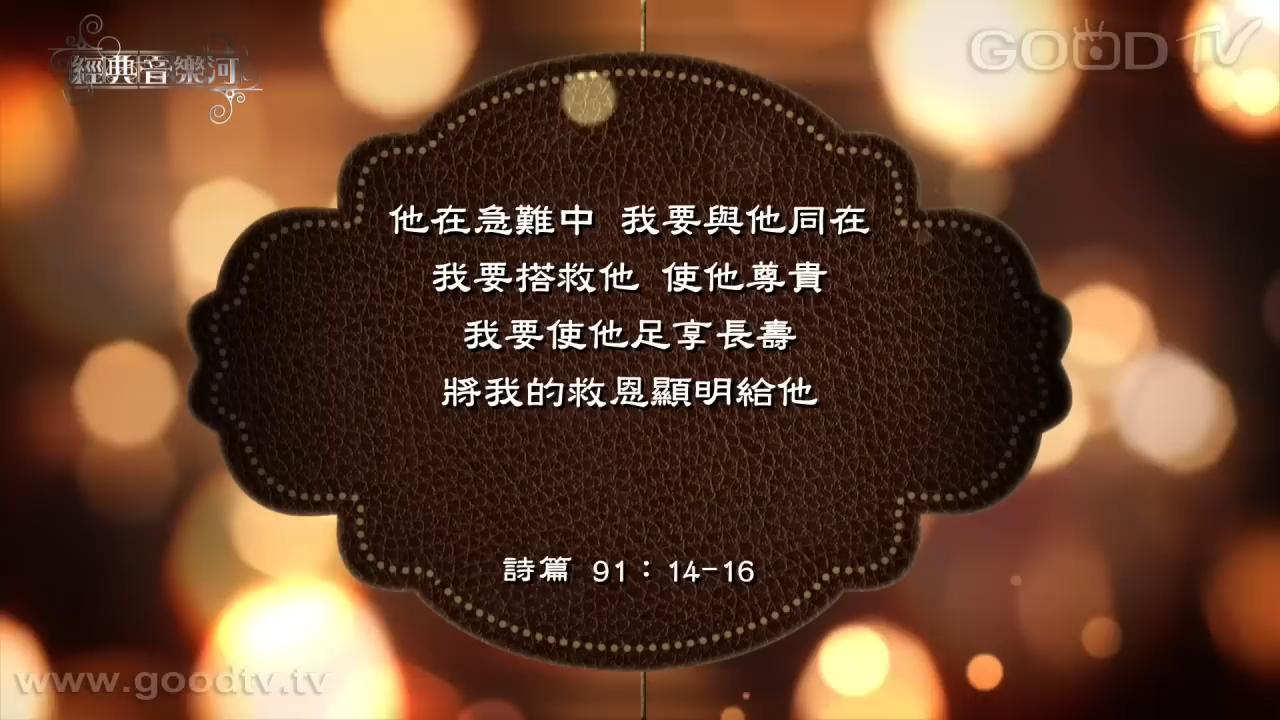 經典音樂河
GOOD TV
他在急難中 我要與他同在
我要搭救他 使他尊貴
我要使他足享長壽
將我的救恩顯明給他
詩篇 91：14-16
www.goodtv.tv